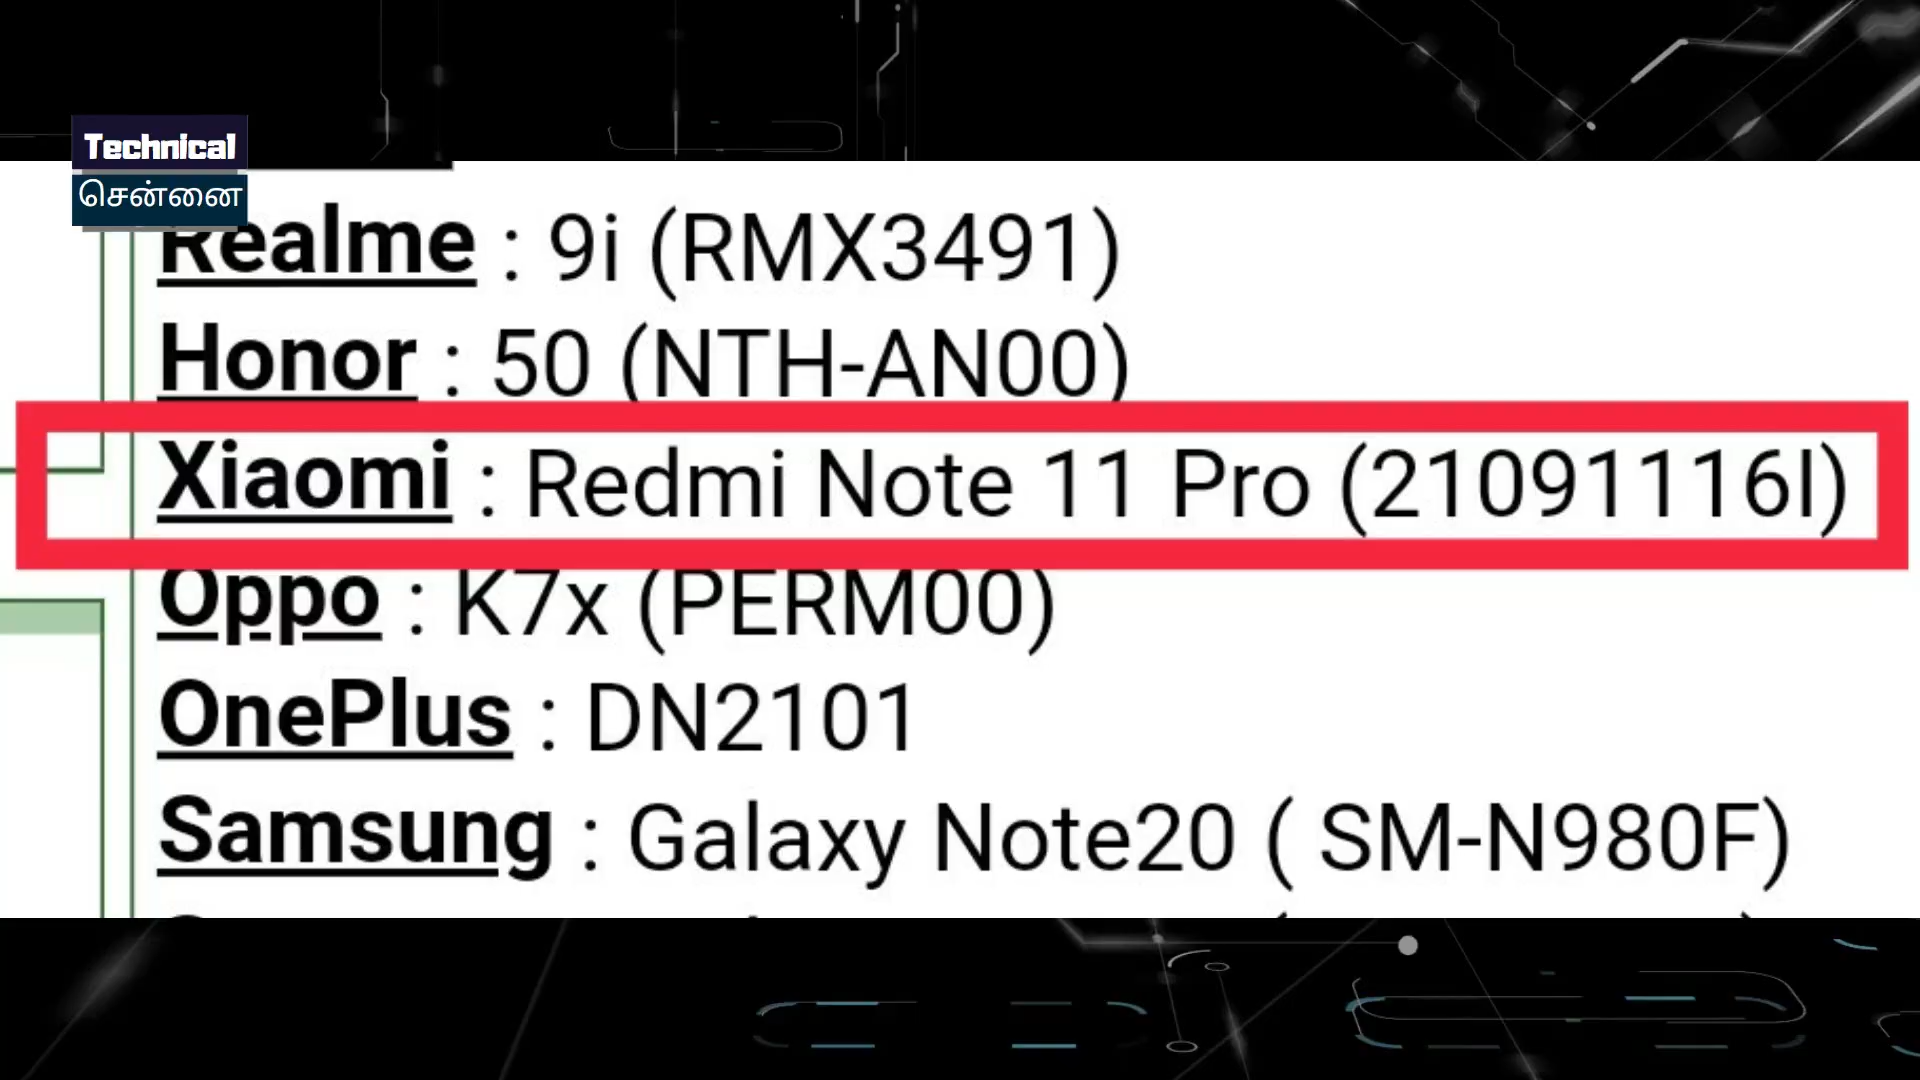 Technical
சென்னை
Realme : 9i (RMX3491)
Honor : 50 (NTH-AN00)
Xiaomi : Redmi Note 11 Pro (21091116I)
Oppo : K7x (PERM00)
OnePlus : DN2101
Samsung : Galaxy Note20 ( SM-N980F)